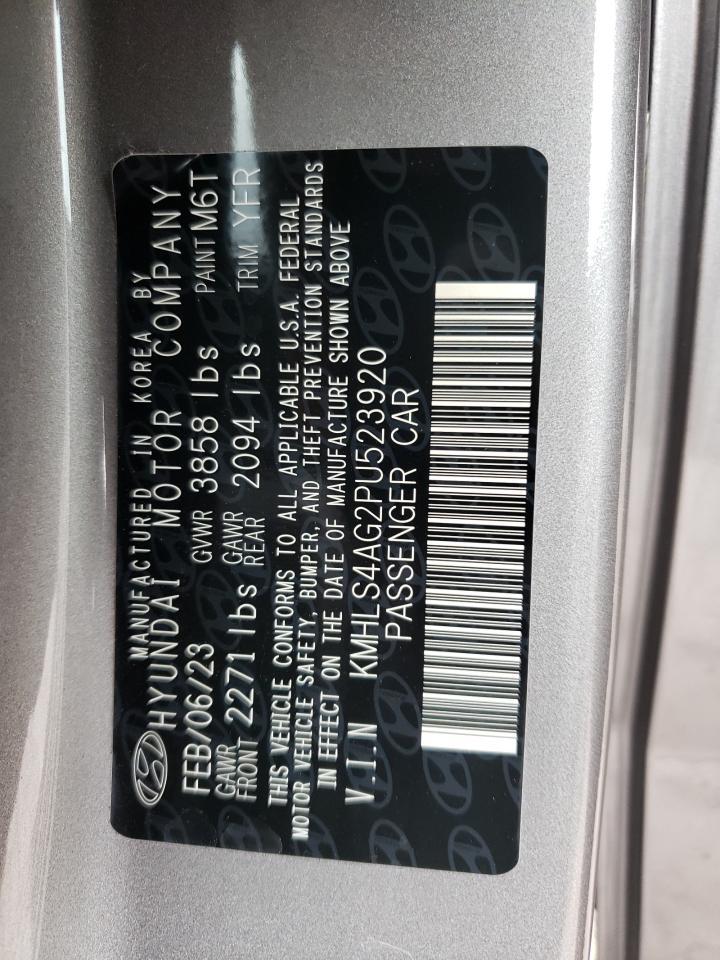 MANUFACTURED IN KOREA BY
HYUNDAI MOTOR COMPANY
FEB/06/23 GVWR 3858 lbs PAINT M6T
GAWR FRONT 2271 lbs GAWR REAR 2094 lbs TRIM YFR
THIS VEHICLE CONFORMS TO ALL APPLICABLE U.S.A. FEDERAL
MOTOR VEHICLE SAFETY, BUMPER, AND THEFT PREVENTION STANDARDS
IN EFFECT ON THE DATE OF MANUFACTURE SHOWN ABOVE
V.I.N KMHLS4AG2PU523920
PASSENGER CAR